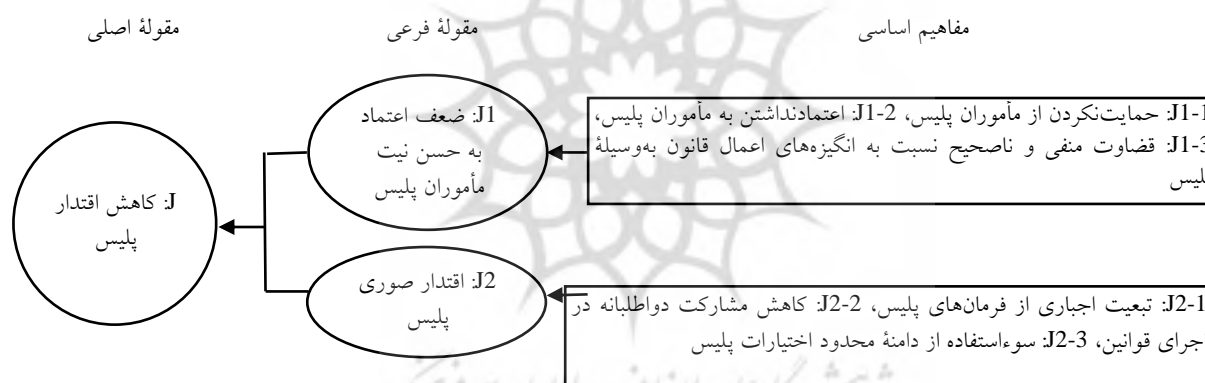 مفاهیم اساسی
مقولهٔ فرعی
مقولهٔ اصلی
J1-1: حمایت‌نکردن از مأموران پلیس، J1-2: اعتمادنداشتن به مأموران پلیس،
J1-3: قضاوت منفی و ناصحیح نسبت به انگیزه‌های اعمال قانون به‌وسیلهٔ
پلیس
J1: ضعف اعتماد
به حسن نیت
مأموران پلیس
J: کاهش اقتدار
پلیس
J2: اقتدار صوری
پلیس
J2-1: تبعیت اجباری از فرمان‌های پلیس، J2-2: کاهش مشارکت دواطلبانه در
اجرای قوانین، J2-3: سوءاستفاده از دامنهٔ محدود اختیارات پلیس